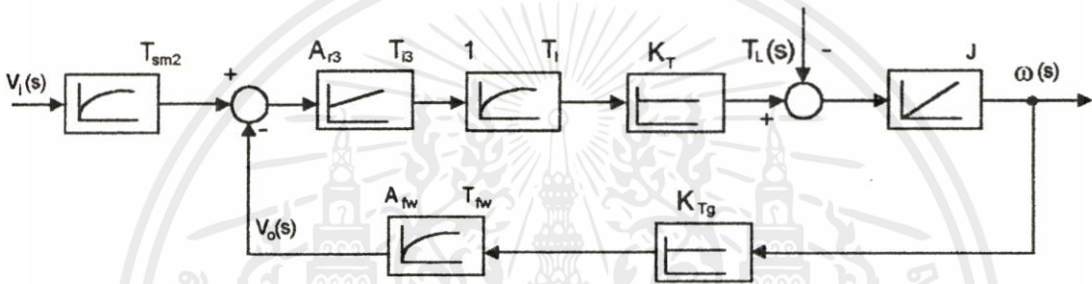 V_i(s)
T_sm2
+
-
A_r3 T_i3
1 T_I
K_T
T_L(s) -
+
J
ω(s)
V_o(s)
A_fw T_fw
K_Tg